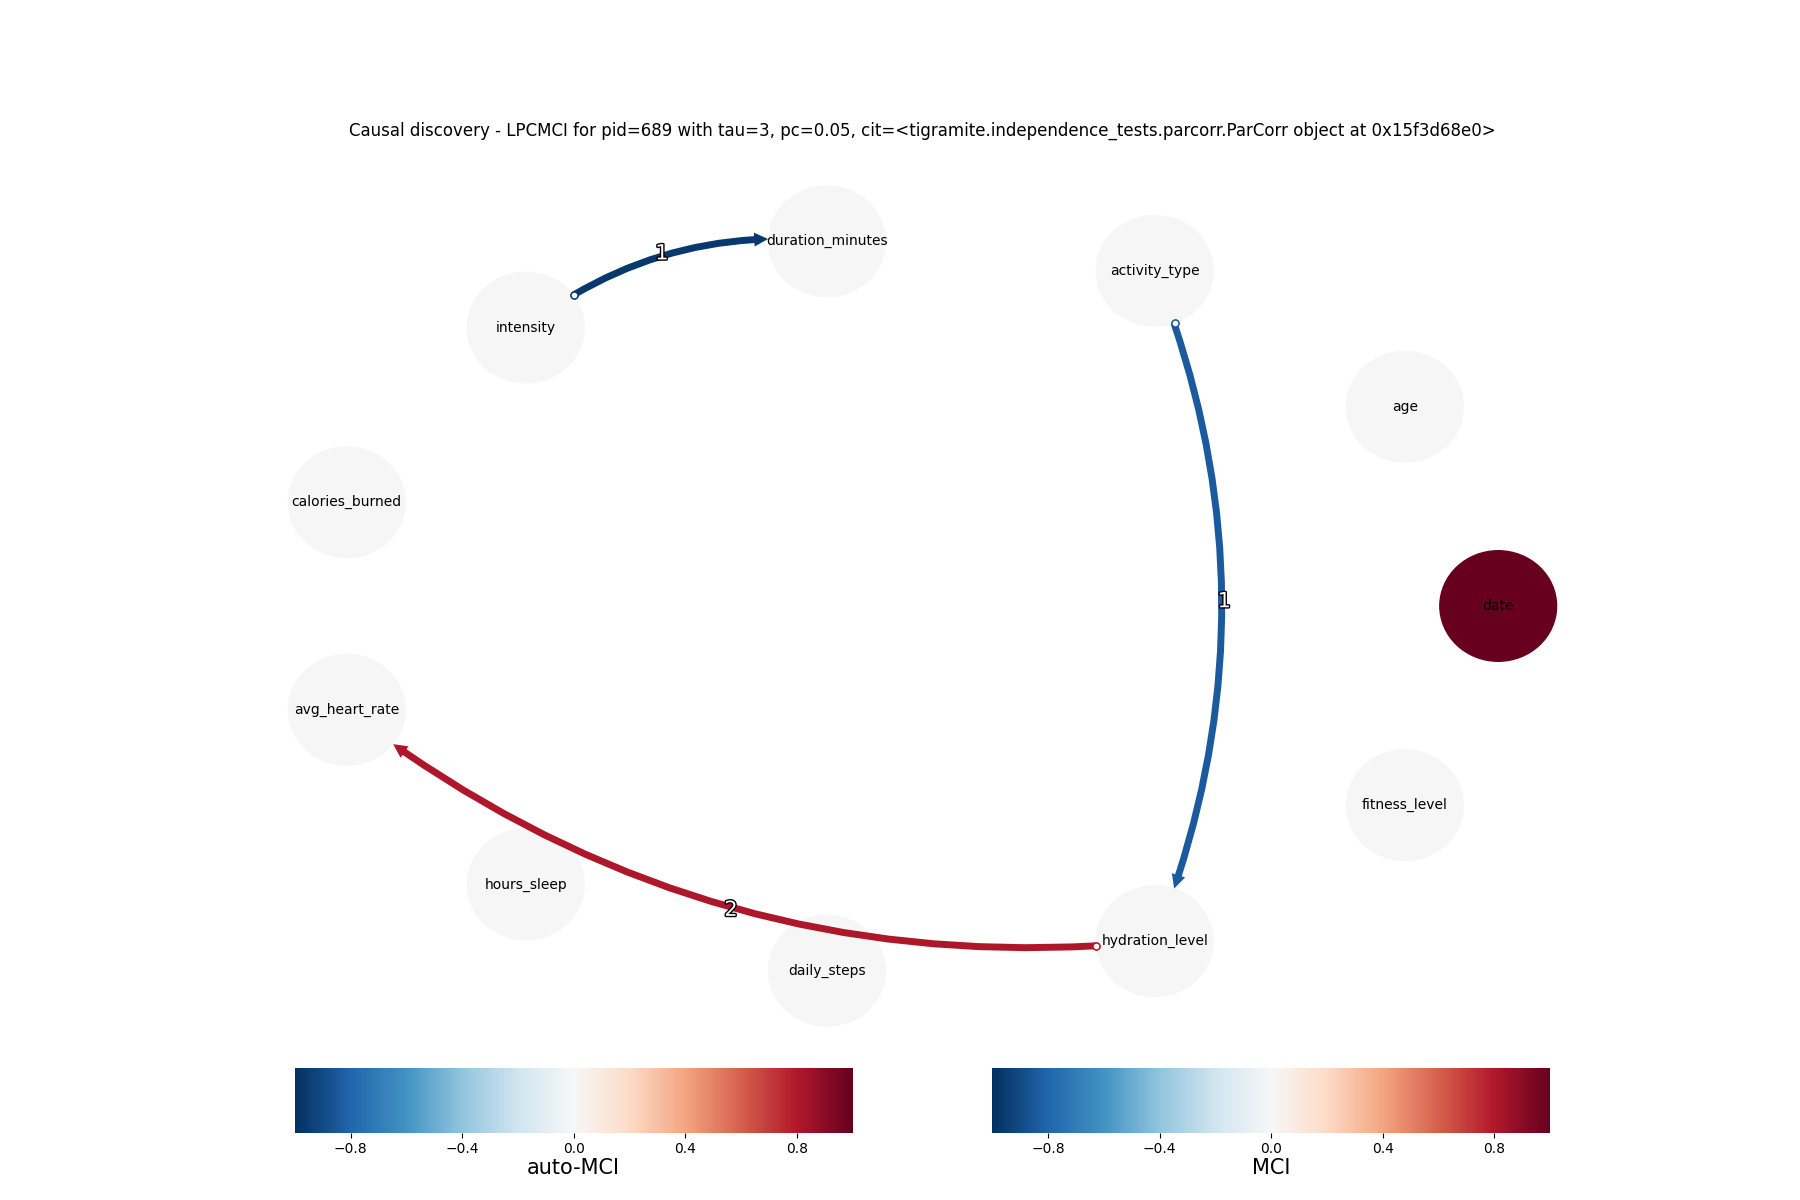 Causal discovery - LPCMCI for pid=689 with tau=3, pc=0.05, cit=<tigramite.independence_tests.parcorr.ParCorr object at 0x15f3d68e0>
duration_minutes
1
activity_type
intensity
age
calories_burned
1
date
avg_heart_rate
fitness_level
hours_sleep
2
hydration_level
daily_steps
−0.8 −0.4 0.0 0.4 0.8
auto-MCI
−0.8 −0.4 0.0 0.4 0.8
MCI